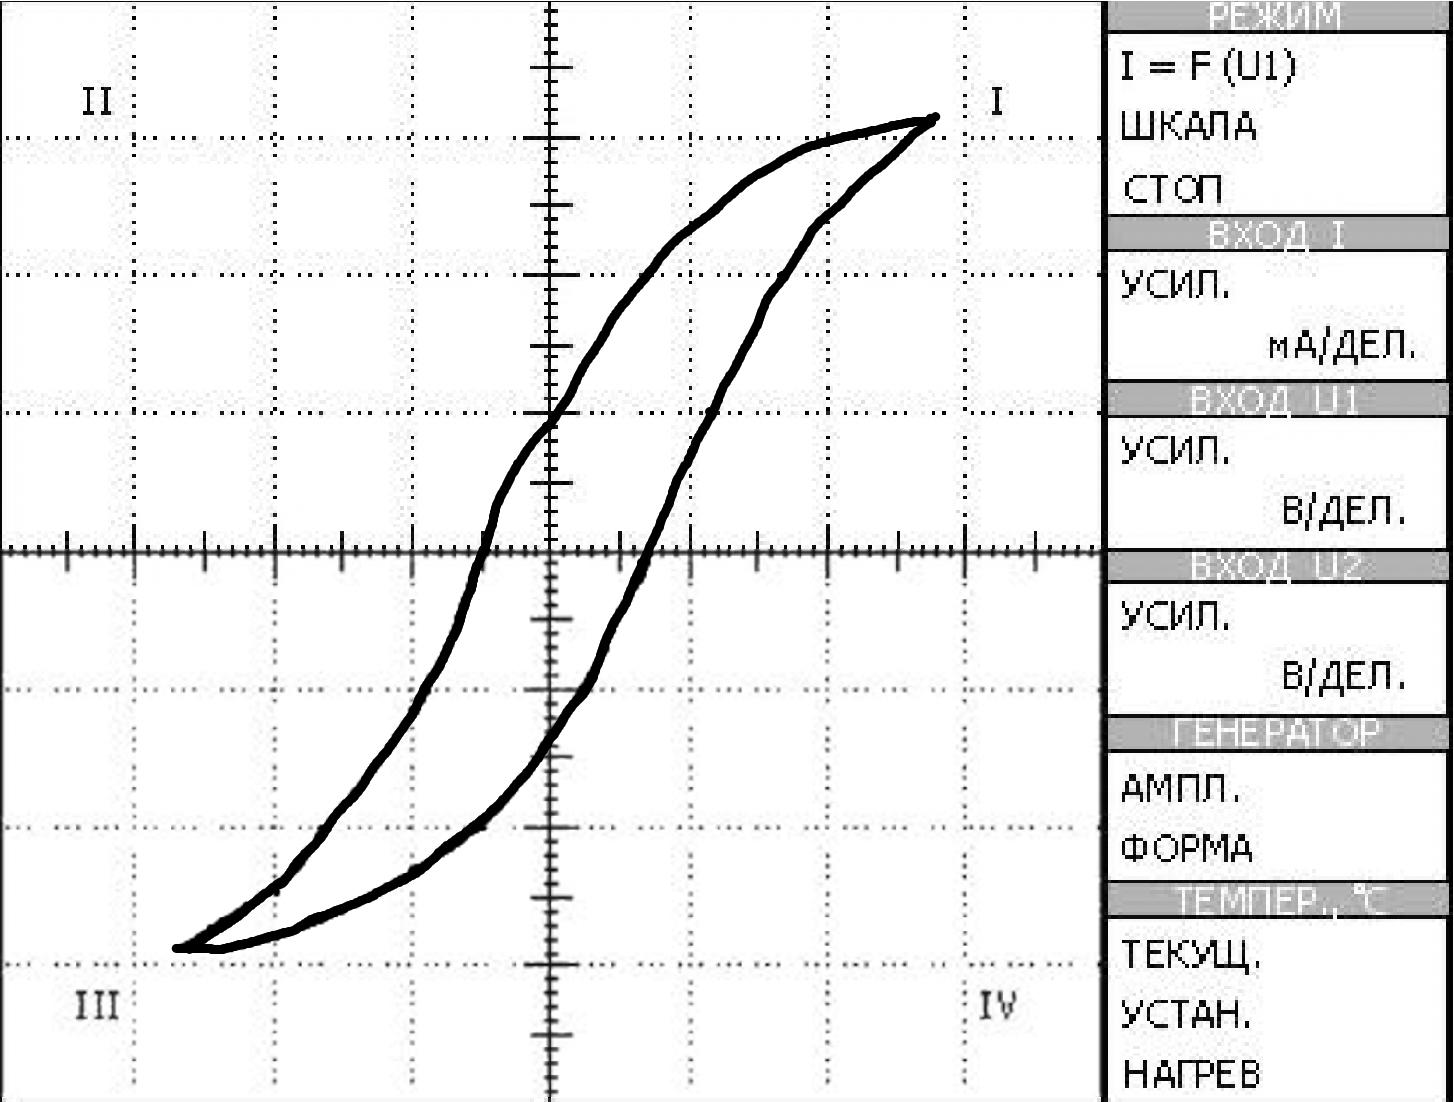 II
I
III
IV
РЕЖИМ
I = F (U1)
ШКАЛА
СТОП
ВХОД I
УСИЛ.
мА/ДЕЛ.
ВХОД U1
УСИЛ.
В/ДЕЛ.
ВХОД U2
УСИЛ.
В/ДЕЛ.
ГЕНЕРАТОР
АМПЛ.
ФОРМА
ТЕМПЕР., °С
ТЕКУЩ.
УСТАН.
НАГРЕВ